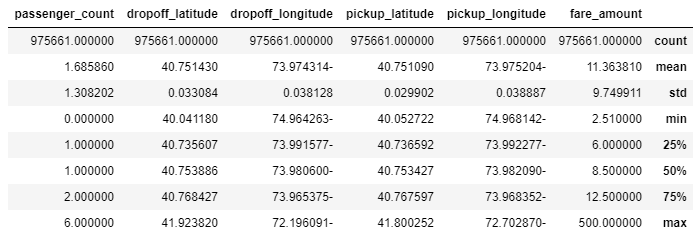 passenger_count dropoff_latitude dropoff_longitude pickup_latitude pickup_longitude fare_amount
975661.000000 975661.000000 975661.000000 975661.000000 975661.000000 975661.000000 count
1.685860 40.751430 73.974314- 40.751090 73.975204- 11.363810 mean
1.308202 0.033084 0.038128 0.029902 0.038887 9.749911 std
0.000000 40.041180 74.964263- 40.052722 74.968142- 2.510000 min
1.000000 40.735607 73.991577- 40.736592 73.992277- 6.000000 25%
1.000000 40.753886 73.980600- 40.753427 73.982090- 8.500000 50%
2.000000 40.768427 73.965375- 40.767597 73.968352- 12.500000 75%
6.000000 41.923820 72.196091- 41.800252 72.702870- 500.000000 max